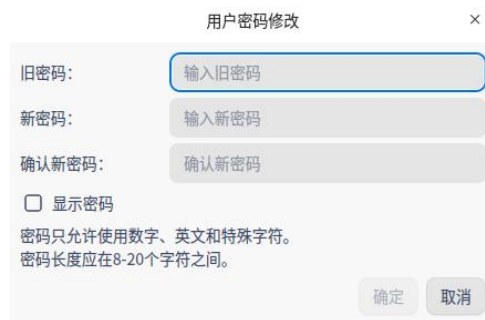 用户密码修改
×
旧密码： 输入旧密码
新密码： 输入新密码
确认新密码： 确认新密码
显示密码
密码只允许使用数字、英文和特殊字符。
密码长度应在8-20个字符之间。
确定 取消